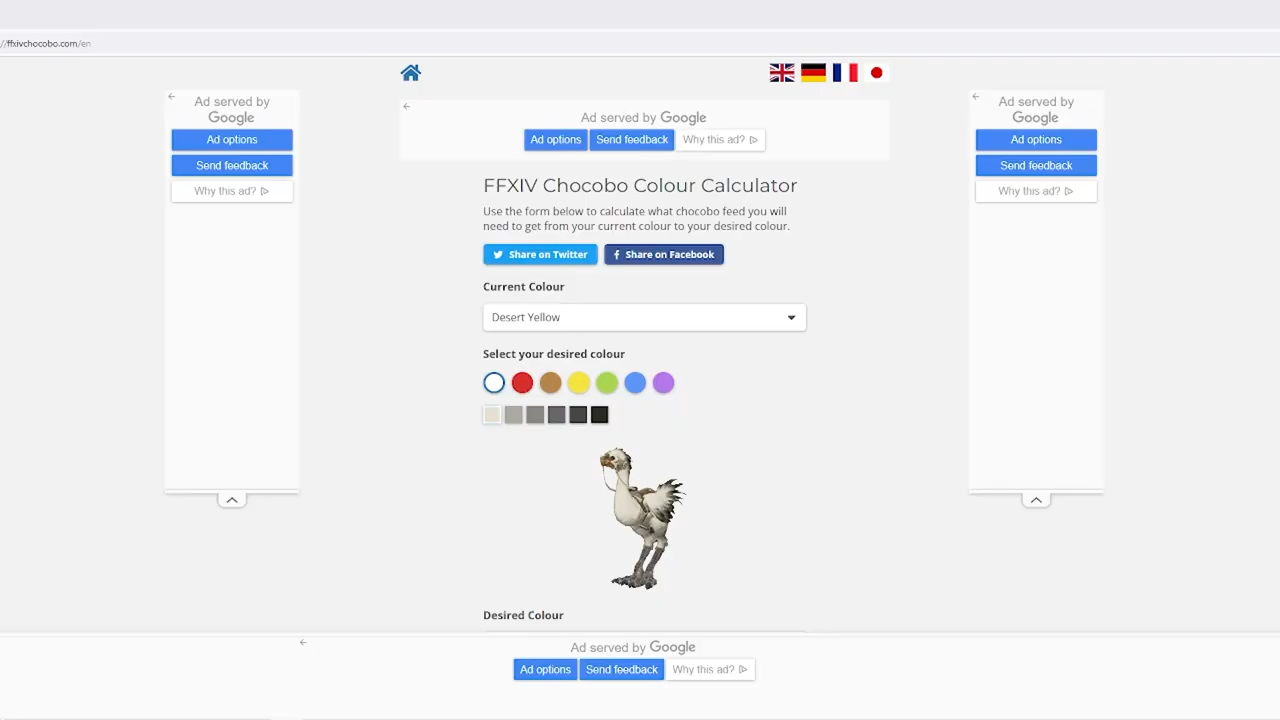 //ffxivchocobo.com/en
Ad served by
Google
Ad options
Send feedback
Why this ad?
Ad served by Google
Ad options Send feedback Why this ad?
Ad served by
Google
Ad options
Send feedback
Why this ad?
FFXIV Chocobo Colour Calculator
Use the form below to calculate what chocobo feed you will
need to get from your current colour to your desired colour.
Share on Twitter Share on Facebook
Current Colour
Desert Yellow
Select your desired colour
Desired Colour
Ad served by Google
Ad options Send feedback Why this ad?